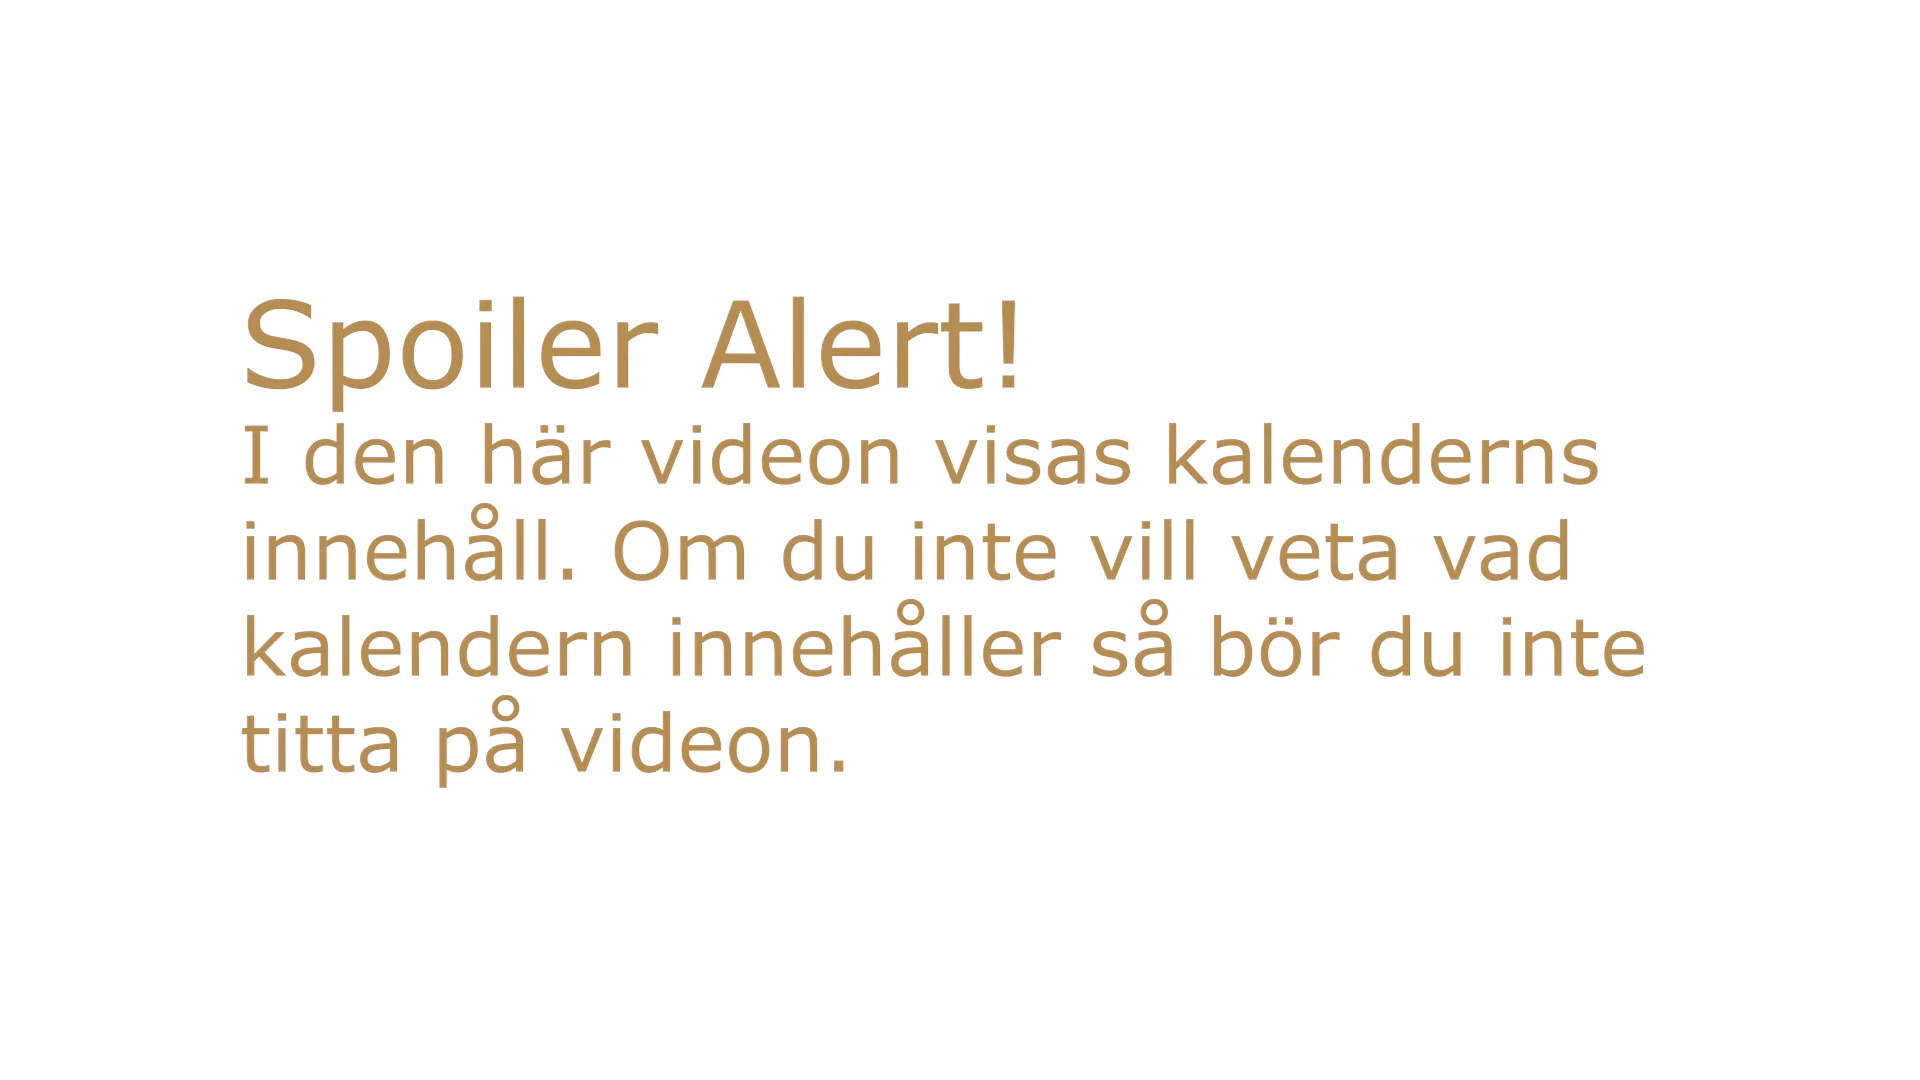 Spoiler Alert!
I den här videon visas kalenderns
innehåll. Om du inte vill veta vad
kalendern innehåller så bör du inte
titta på videon.